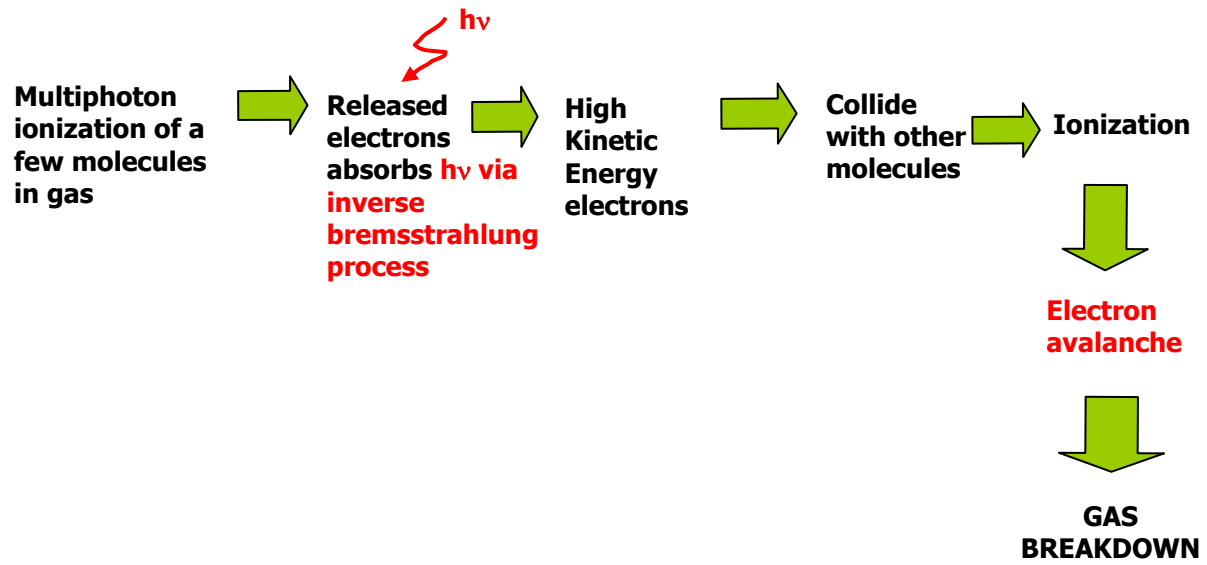 hν
Multiphoton
ionization of a
few molecules
in gas
Released
electrons
absorbs hν via
inverse
bremsstrahlung
process
High
Kinetic
Energy
electrons
Collide
with other
molecules
Ionization
Electron
avalanche
GAS
BREAKDOWN